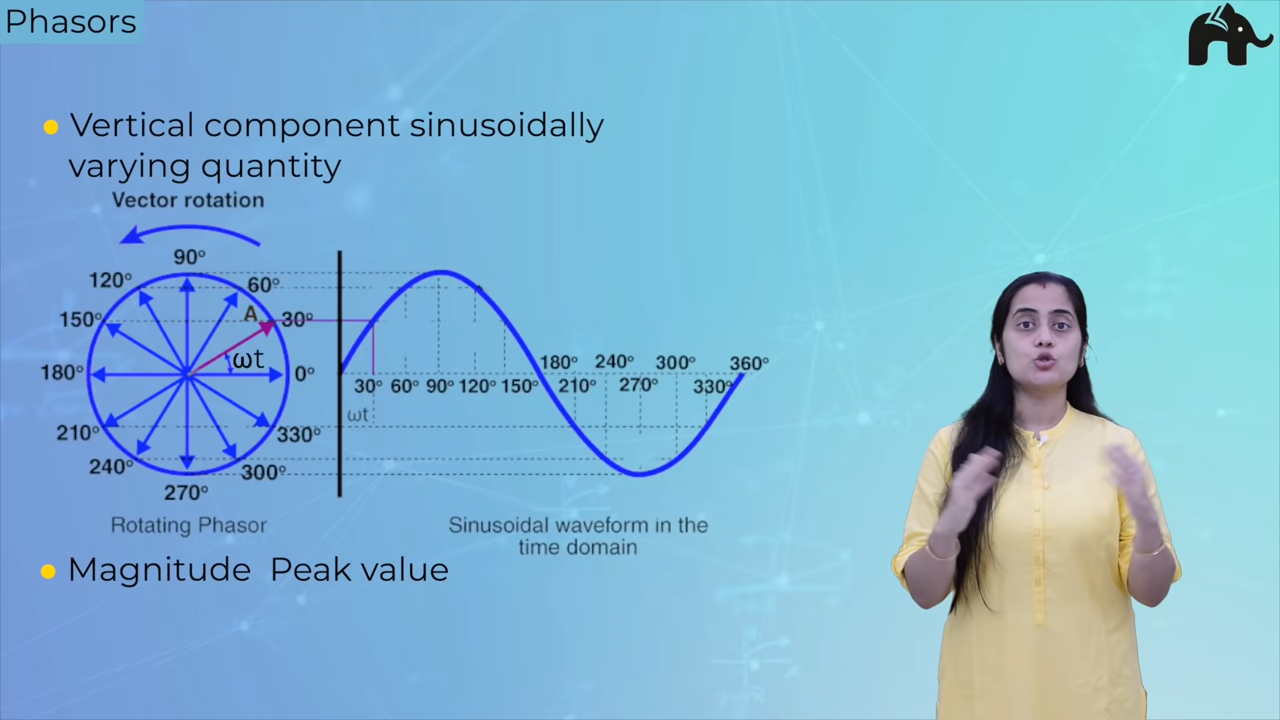 Phasors
Vertical component sinusoidally
varying quantity
Vector rotation
90°
120°
60°
A
150°
30°
ωt
180°
0°
210°
330°
240°
300°
270°
180° 240° 300° 360°
30° 60° 90° 120° 150° 210° 270° 330°
ωt
Rotating Phasor
Sinusoidal waveform in the
time domain
Magnitude Peak value